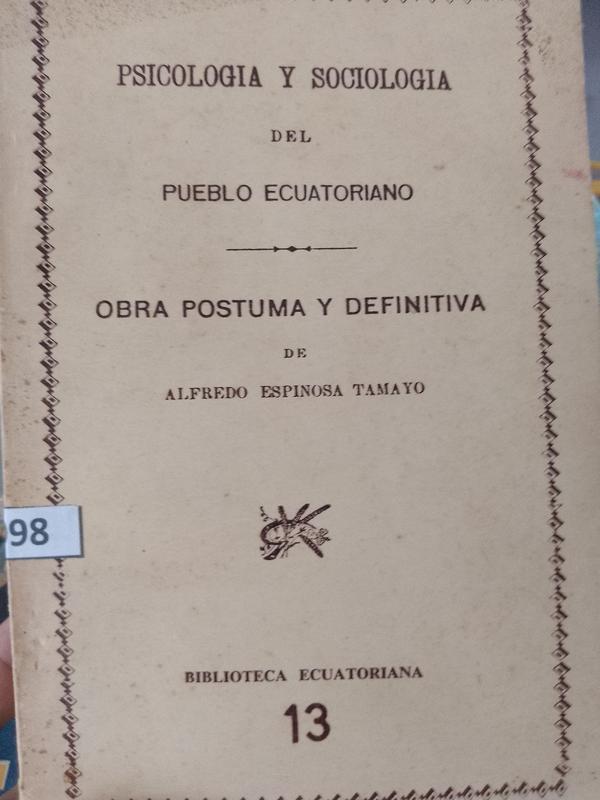 PSICOLOGIA Y SOCIOLOGIA
DEL
PUEBLO ECUATORIANO
OBRA POSTUMA Y DEFINITIVA
DE
ALFREDO ESPINOSA TAMAYO
98
BIBLIOTECA ECUATORIANA
13